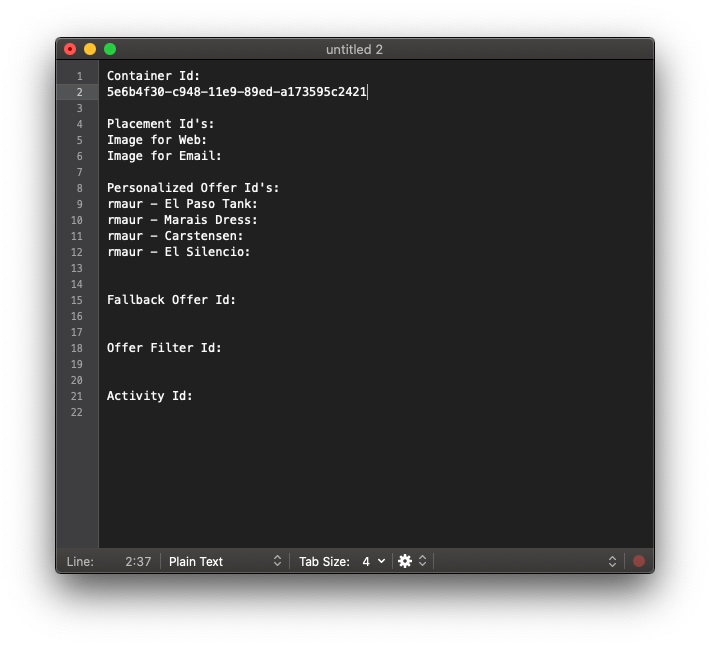 untitled 2
1 Container Id:
2 5e6b4f30-c948-11e9-89ed-a173595c2421
3
4 Placement Id's:
5 Image for Web:
6 Image for Email:
7
8 Personalized Offer Id's:
9 rmaur - El Paso Tank:
10 rmaur - Marais Dress:
11 rmaur - Carstensen:
12 rmaur - El Silencio:
13
14
15 Fallback Offer Id:
16
17
18 Offer Filter Id:
19
20
21 Activity Id:
22
Line: 2:37 Plain Text Tab Size: 4